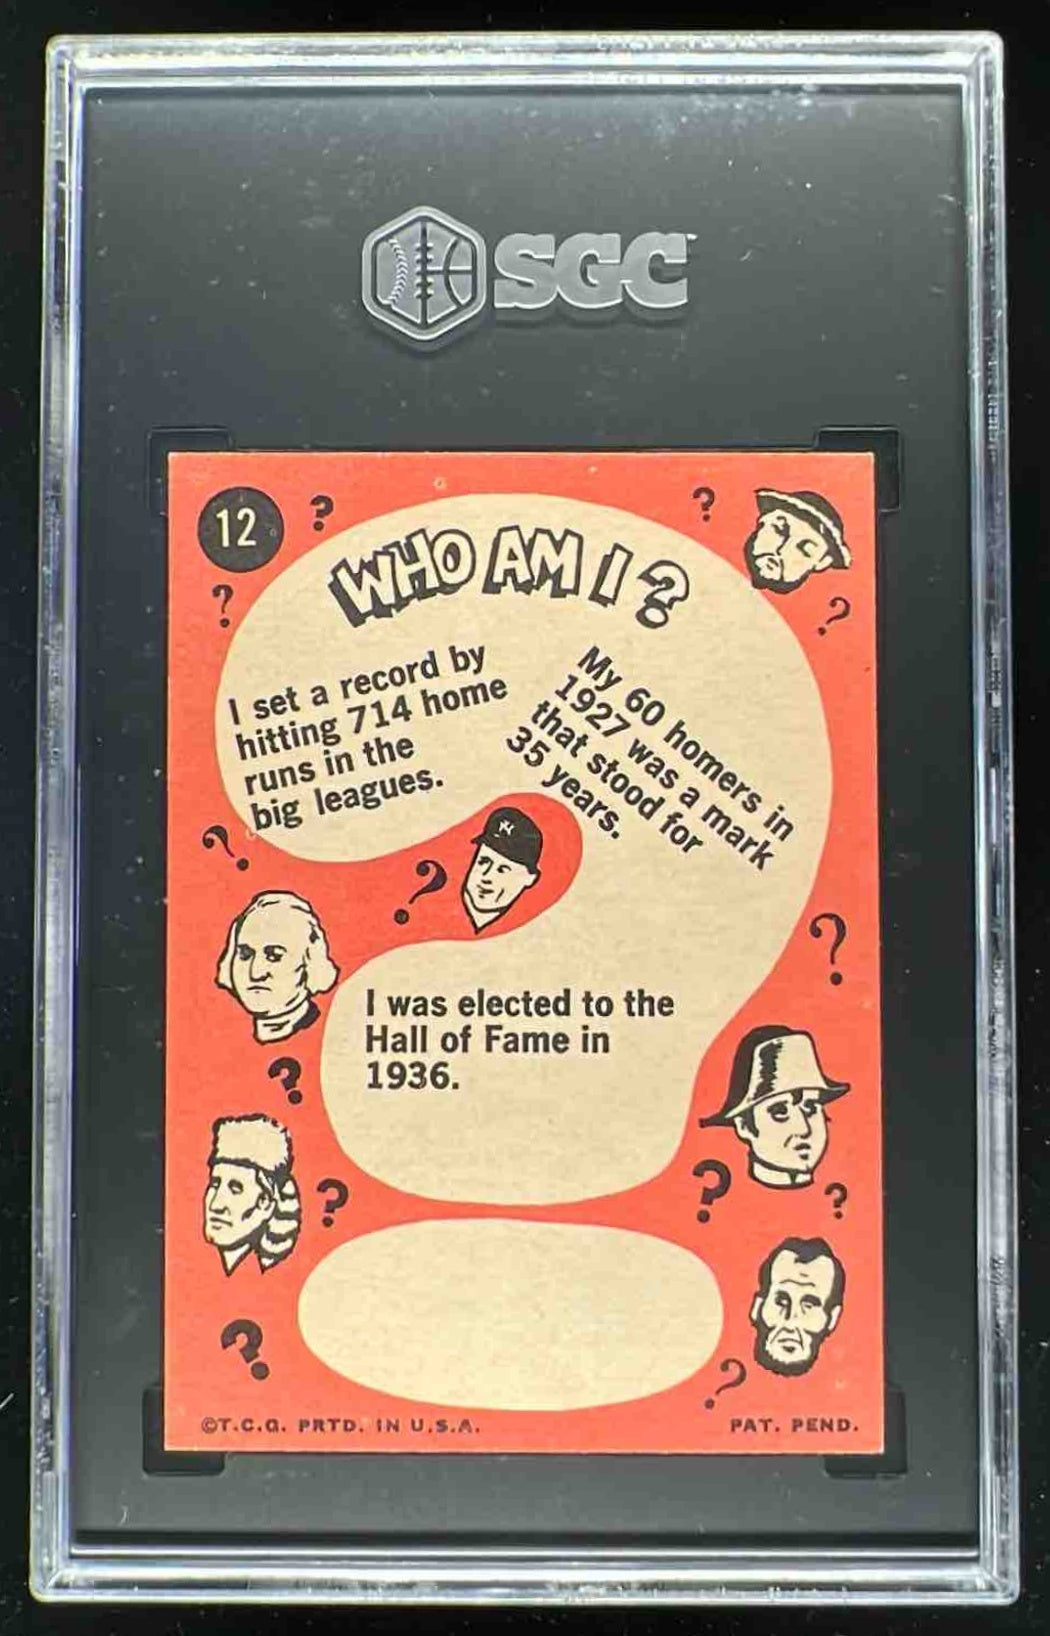 SGC
12
WHO AM I?
I set a record by
hitting 714 home
runs in the
big leagues.
My 60 homers in
1927 was a mark
that stood for
35 years.
I was elected to the
Hall of Fame in
1936.
©T.C.G. PRTD. IN U.S.A.
PAT. PEND.